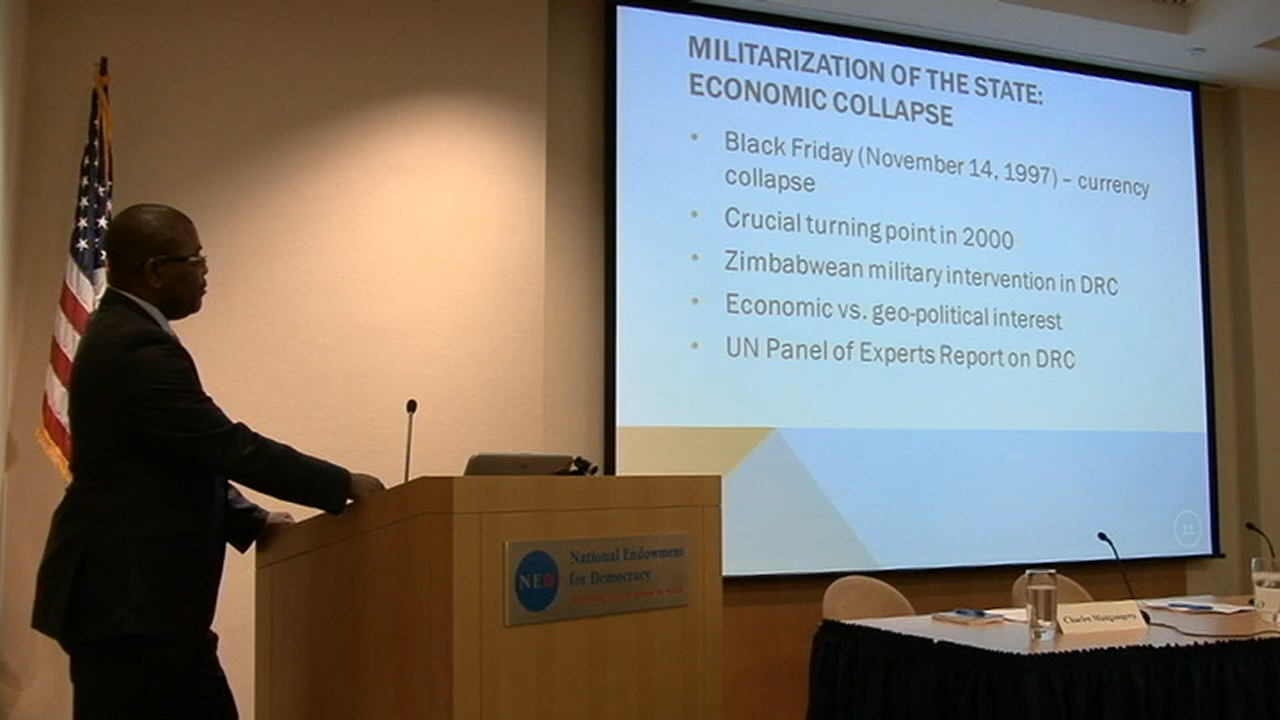 MILITARIZATION OF THE STATE:
ECONOMIC COLLAPSE
• Black Friday (November 14, 1997) – currency
collapse
• Crucial turning point in 2000
• Zimbabwean military intervention in DRC
• Economic vs. geo-political interest
• UN Panel of Experts Report on DRC
11
NED
National Endowment
for Democracy
Charles Mangongera